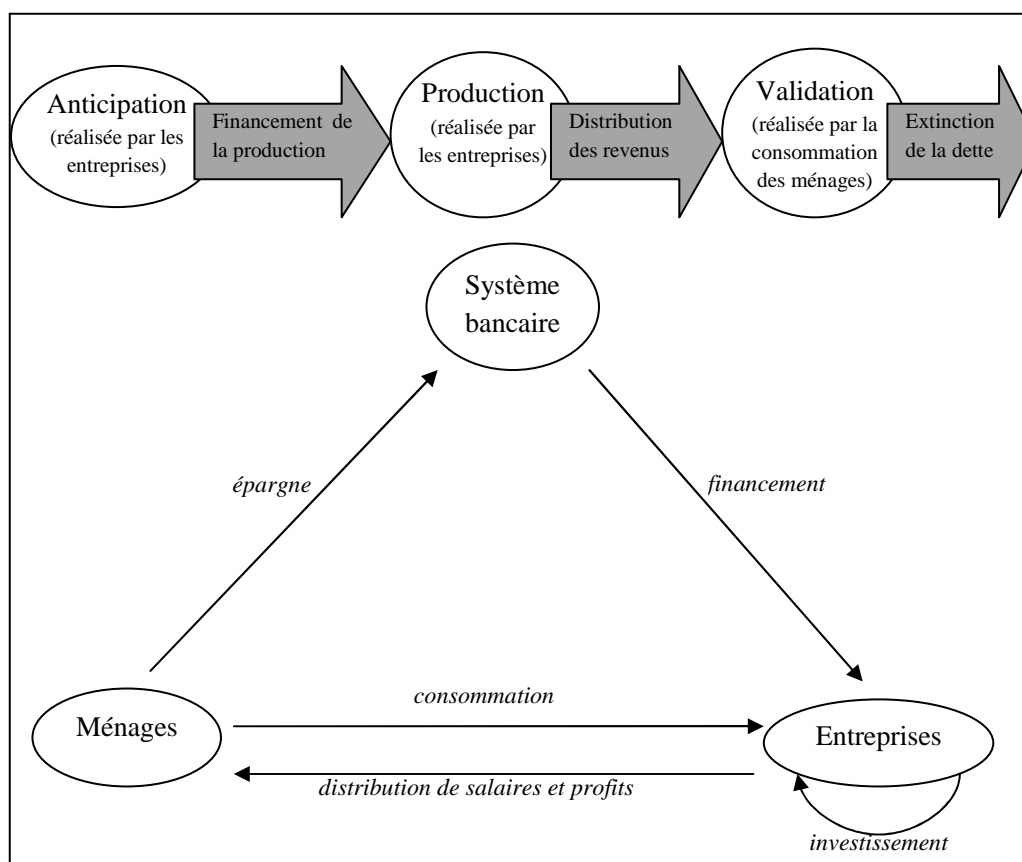 Anticipation
(réalisée par les
entreprises)
Financement de
la production
Production
(réalisée par
les entreprises)
Distribution
des revenus
Validation
(réalisée par la
consommation
des ménages)
Extinction
de la dette
Système
bancaire
épargne
financement
consommation
Ménages
Entreprises
distribution de salaires et profits
investissement